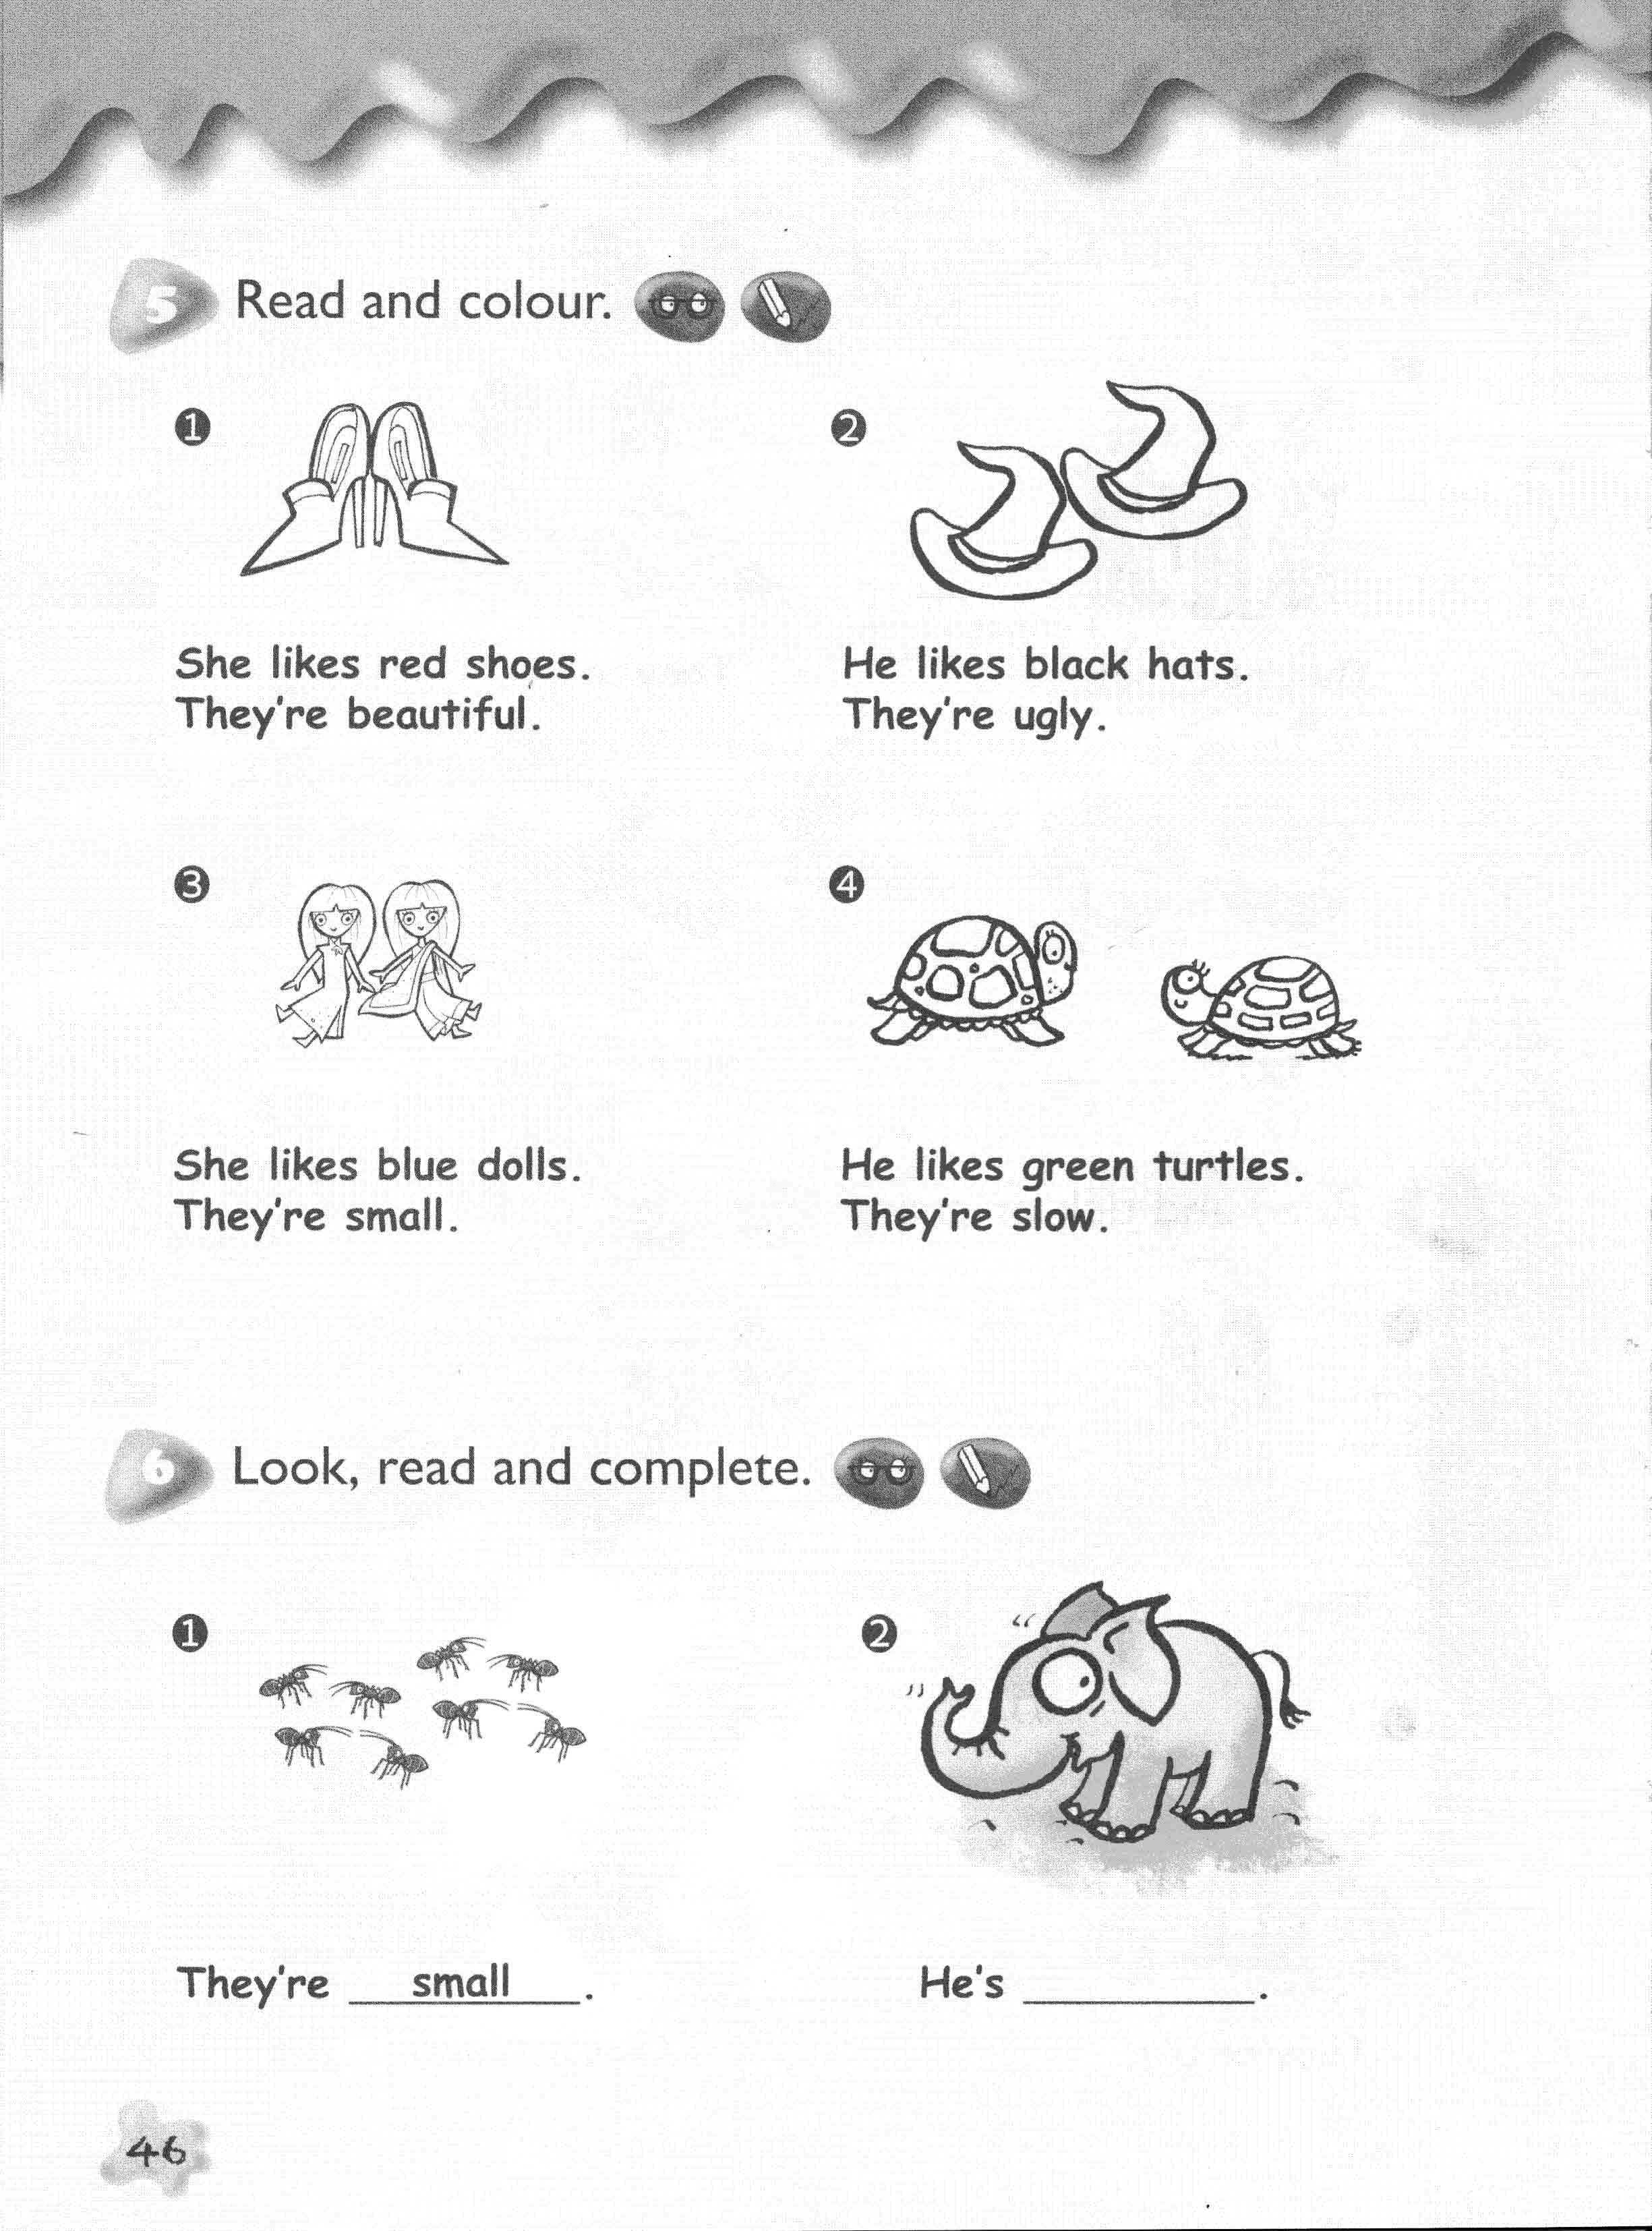 5 Read and colour.
1
2
She likes red shoes.
They're beautiful.
He likes black hats.
They're ugly.
3
4
She likes blue dolls.
They're small.
He likes green turtles.
They're slow.
6 Look, read and complete.
1
2
They're small.
He's ________.
46